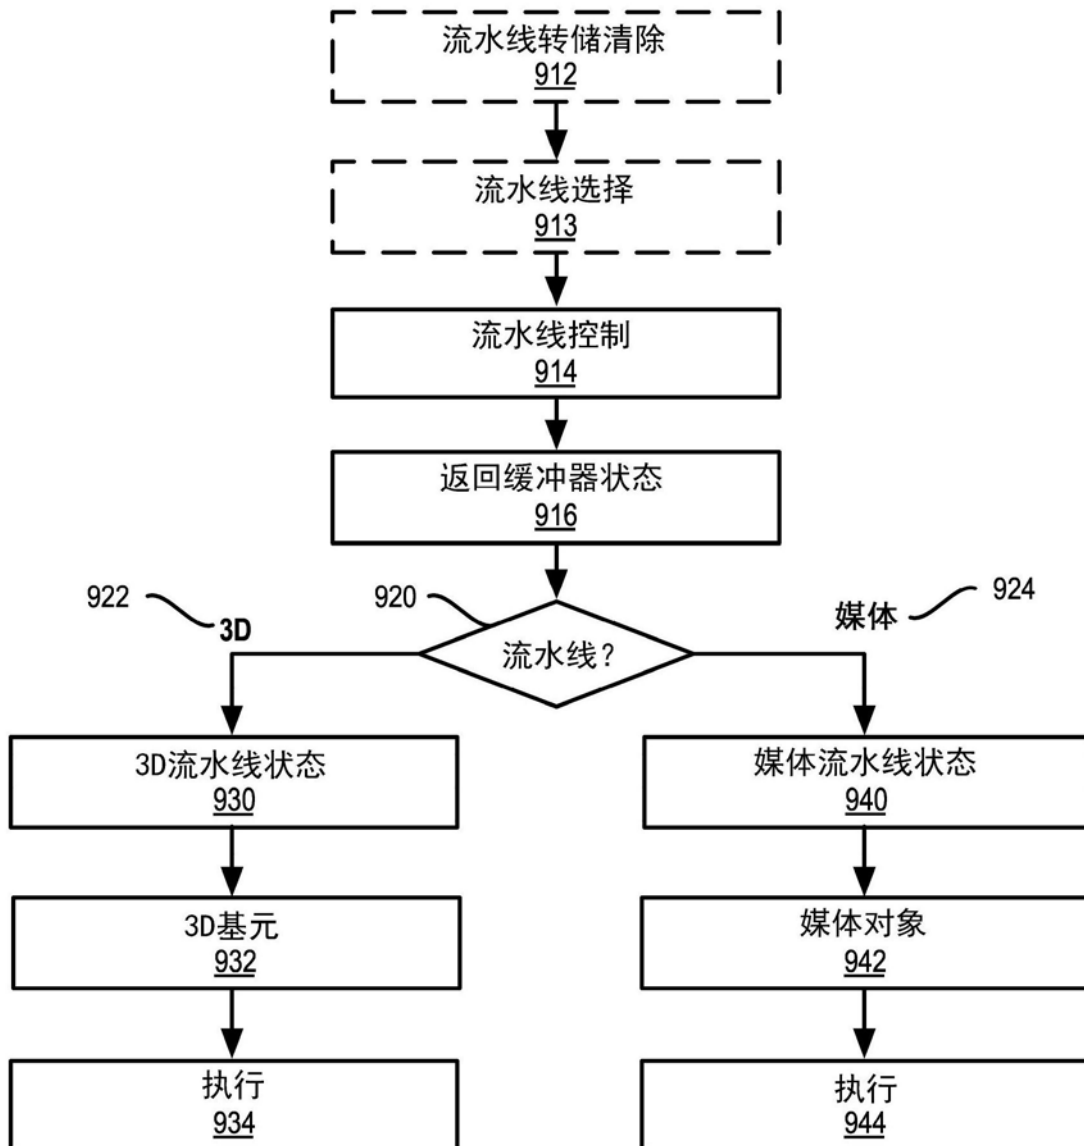 流水线转储清除
912
流水线选择
913
流水线控制
914
返回缓冲器状态
916
922
3D
920
流水线？
媒体
924
3D流水线状态
930
媒体流水线状态
940
3D基元
932
媒体对象
942
执行
934
执行
944